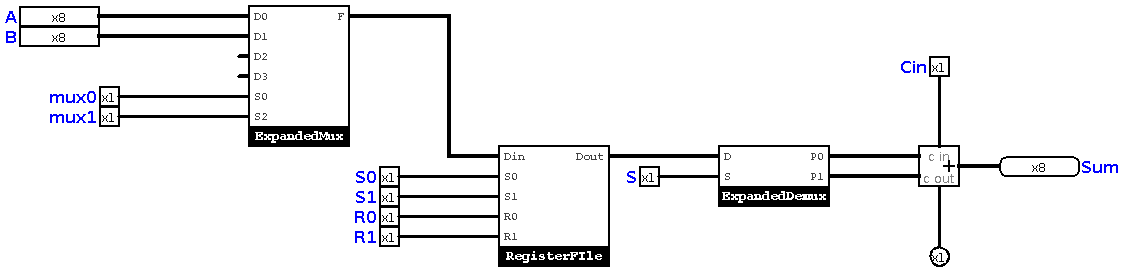 A x8
B x8
D0 F
D1
D2
D3
mux0 x1 S0
mux1 x1 S2
ExpandedMux
Cin x1
Din Dout
S0 x1 S0
S1 x1 S1
R0 x1 R0
R1 x1 R1
RegisterFIle
D P0
S x1 S P1
ExpandedDemux
c in
+
c out
x8 Sum
x1